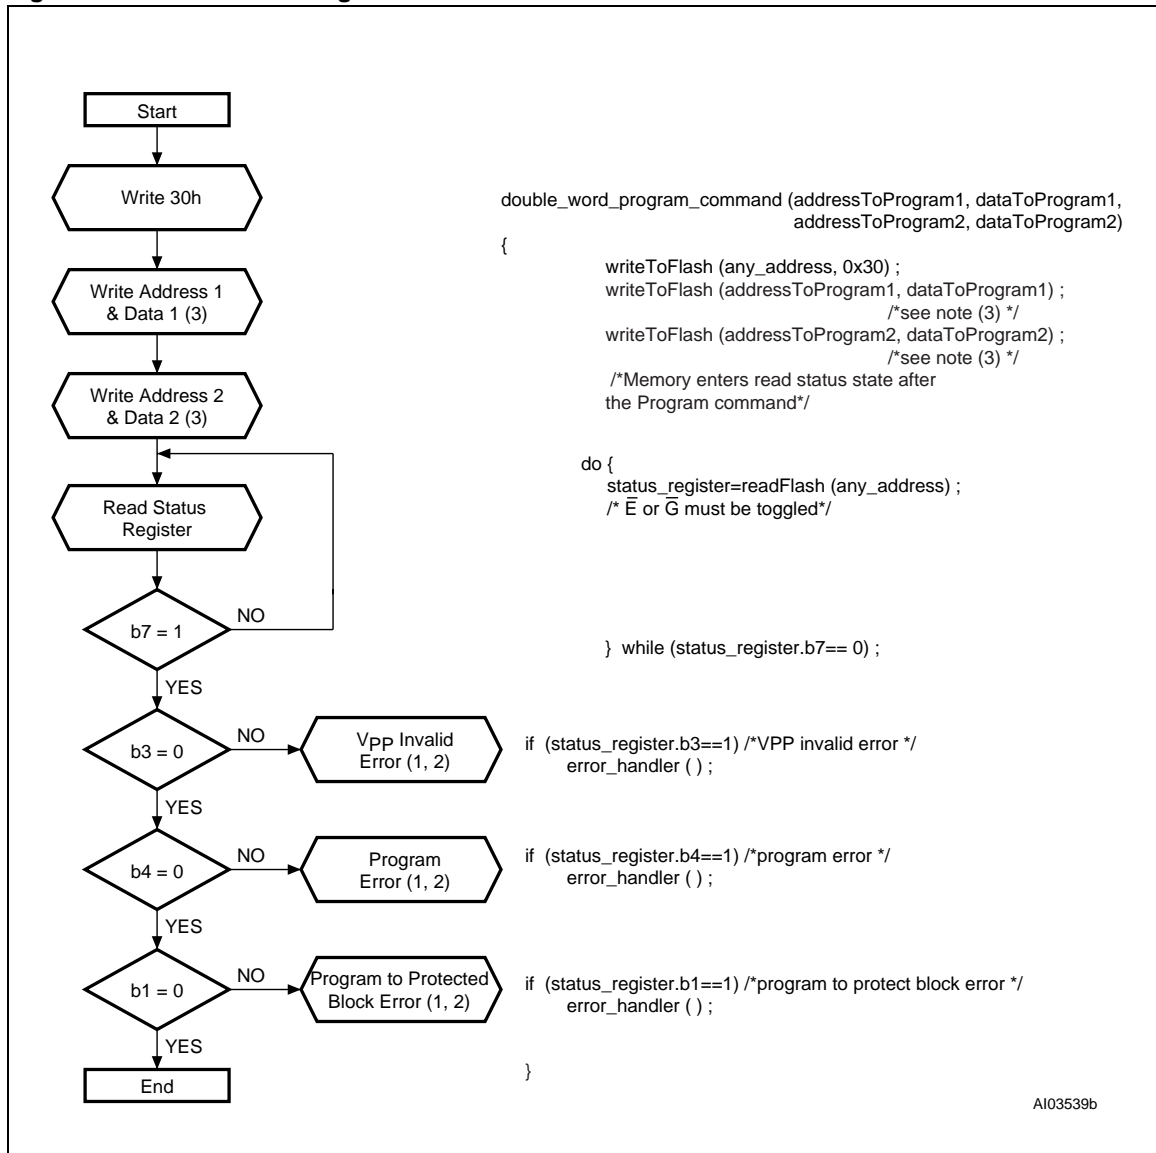 Start
Write 30h
Write Address 1
& Data 1 (3)
Write Address 2
& Data 2 (3)
Read Status
Register
b7 = 1
NO
YES
b3 = 0
NO
VPP Invalid
Error (1, 2)
YES
b4 = 0
NO
Program
Error (1, 2)
YES
b1 = 0
NO
Program to Protected
Block Error (1, 2)
YES
End
double_word_program_command (addressToProgram1, dataToProgram1,
addressToProgram2, dataToProgram2)
{
writeToFlash (any_address, 0x30) ;
writeToFlash (addressToProgram1, dataToProgram1) ;
/*see note (3) */
writeToFlash (addressToProgram2, dataToProgram2) ;
/*see note (3) */
/*Memory enters read status state after
the Program command*/
do {
status_register=readFlash (any_address) ;
/* E̅ or G̅ must be toggled*/
} while (status_register.b7== 0) ;
if (status_register.b3==1) /*VPP invalid error */
error_handler ( ) ;
if (status_register.b4==1) /*program error */
error_handler ( ) ;
if (status_register.b1==1) /*program to protect block error */
error_handler ( ) ;
}
AI03539b